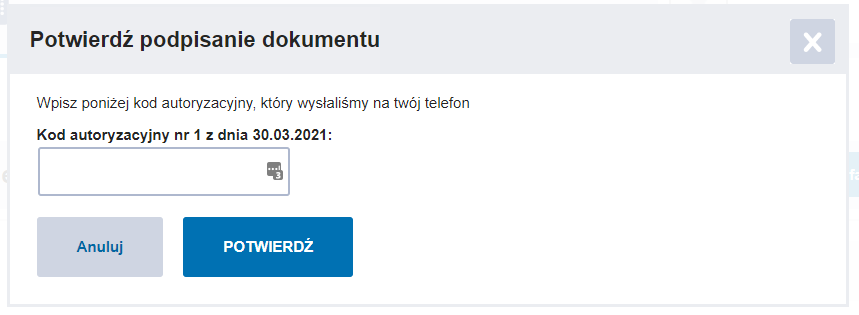 Potwierdź podpisanie dokumentu
Wpisz poniżej kod autoryzacyjny, który wysłaliśmy na twój telefon
Kod autoryzacyjny nr 1 z dnia 30.03.2021:
3
Anuluj
POTWIERDŹ